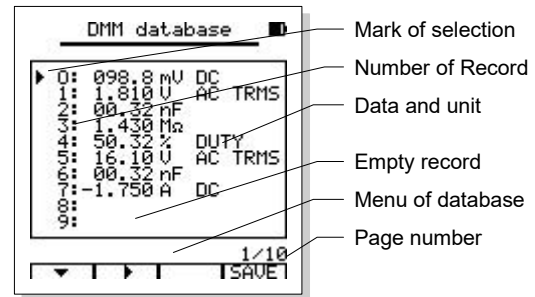 DMM database
0: 098.8 mV DC
1: 1.810 V AC TRMS
2: 00.32 nF
3: 1.430 MΩ
4: 50.32 % DUTY
5: 16.10 V AC TRMS
6: 00.32 nF
7:-1.750 A DC
8:
9:
1/10
SAVE
Mark of selection
Number of Record
Data and unit
Empty record
Menu of database
Page number